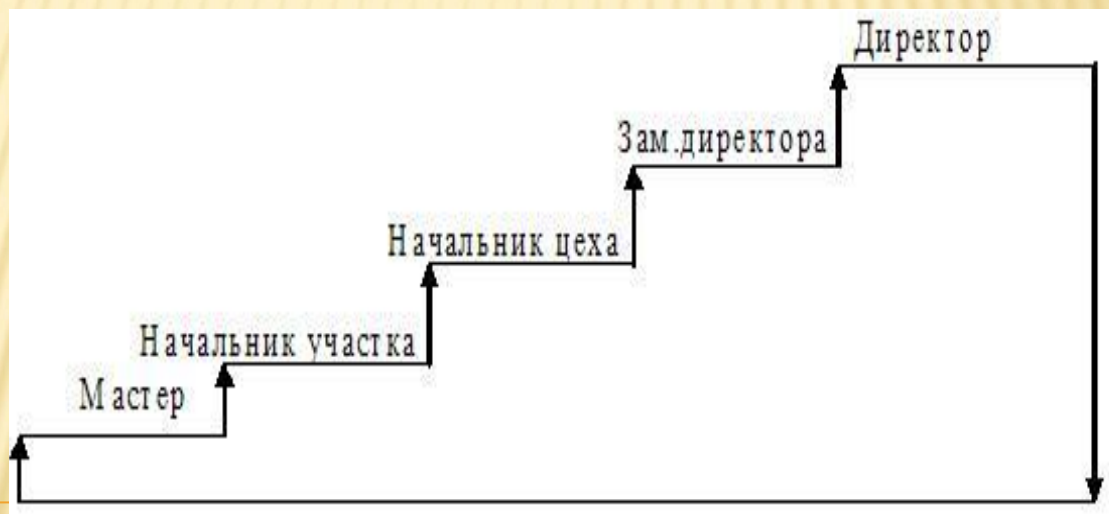 Директор
Зам.директора
Начальник цеха
Начальник участка
Мастер